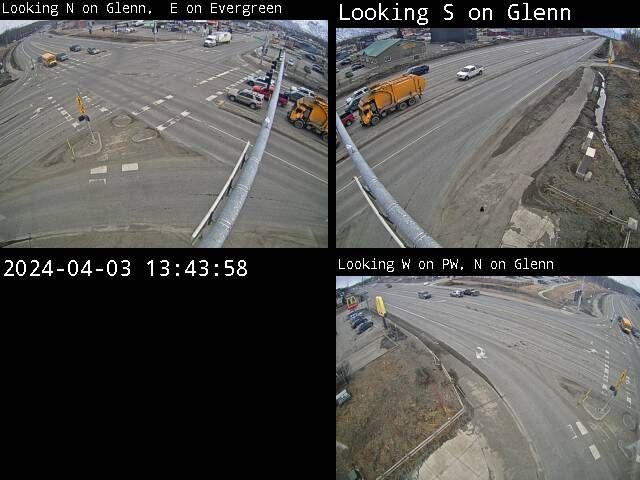 Looking N on Glenn,  E on Evergreen
Looking S on Glenn
2024-04-03 13:43:58
Looking W on PW, N on Glenn